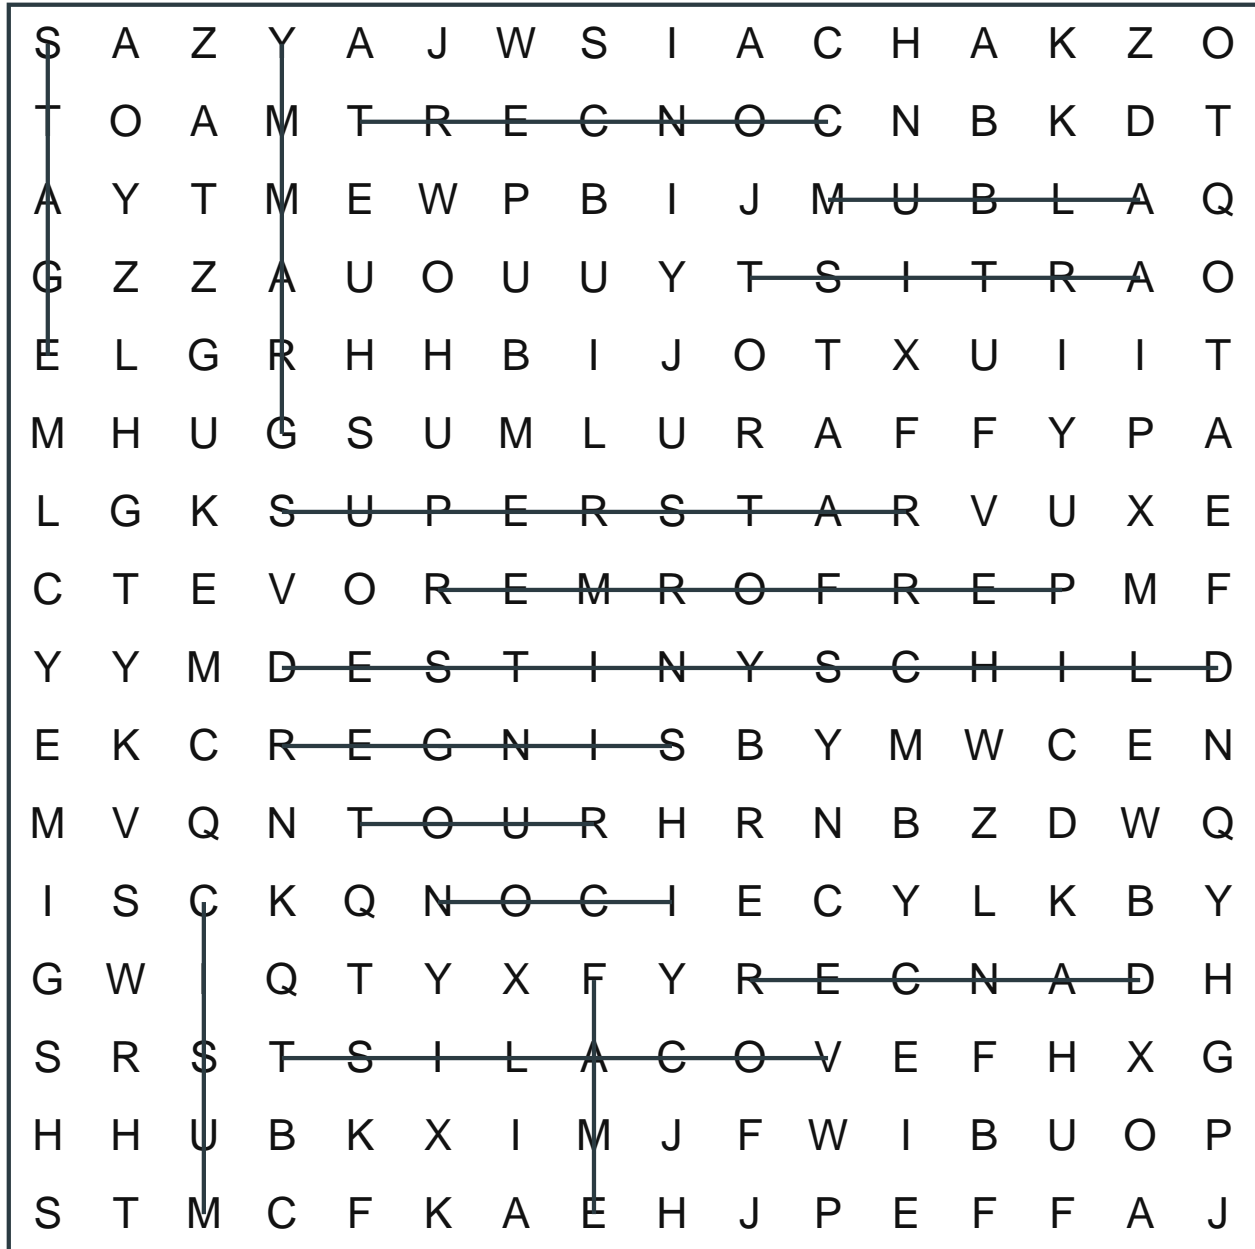 S A Z Y A J W S I A C H A K Z O
T O A M T R E C N O C N B K D T
A Y T M E W P B I J M U B L A Q
G Z Z A U O U U Y T S I T R A O
E L G R H H B I J O T X U I I T
M H U G S U M L U R A F F Y P A
L G K S U P E R S T A R V U X E
C T E V O R E M R O F R E P M F
Y Y M D E S T I N Y S C H I L D
E K C R E G N I S B Y M W C E N
M V Q N T O U R H R N B Z D W Q
I S C K Q N O C I E C Y L K B Y
G W I Q T Y X F Y R E C N A D H
S R S T S I L A C O V E F H X G
H H U B K X I M J F W I B U O P
S T M C F K A E H J P E F F A J